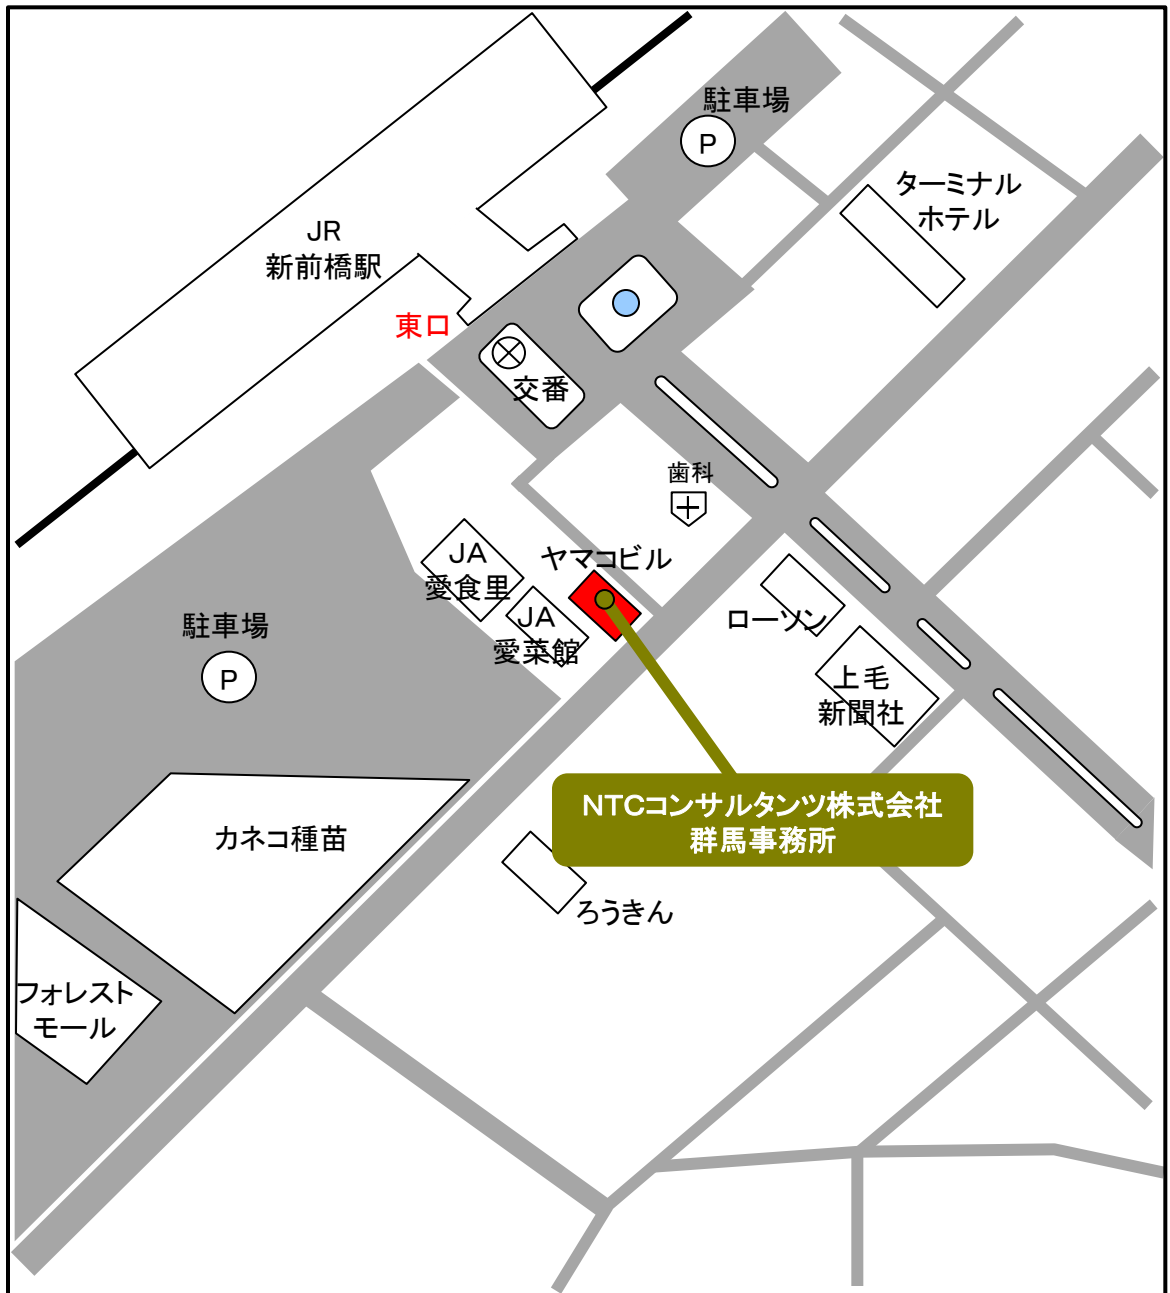 駐車場
P
ターミナル
ホテル
JR
新前橋駅
東口
交番
歯科
ヤマコビル
JA
愛食里
JA
愛菜館
ローソン
上毛
新聞社
駐車場
P
NTCコンサルタンツ株式会社
群馬事務所
カネコ種苗
ろうきん
フォレスト
モール